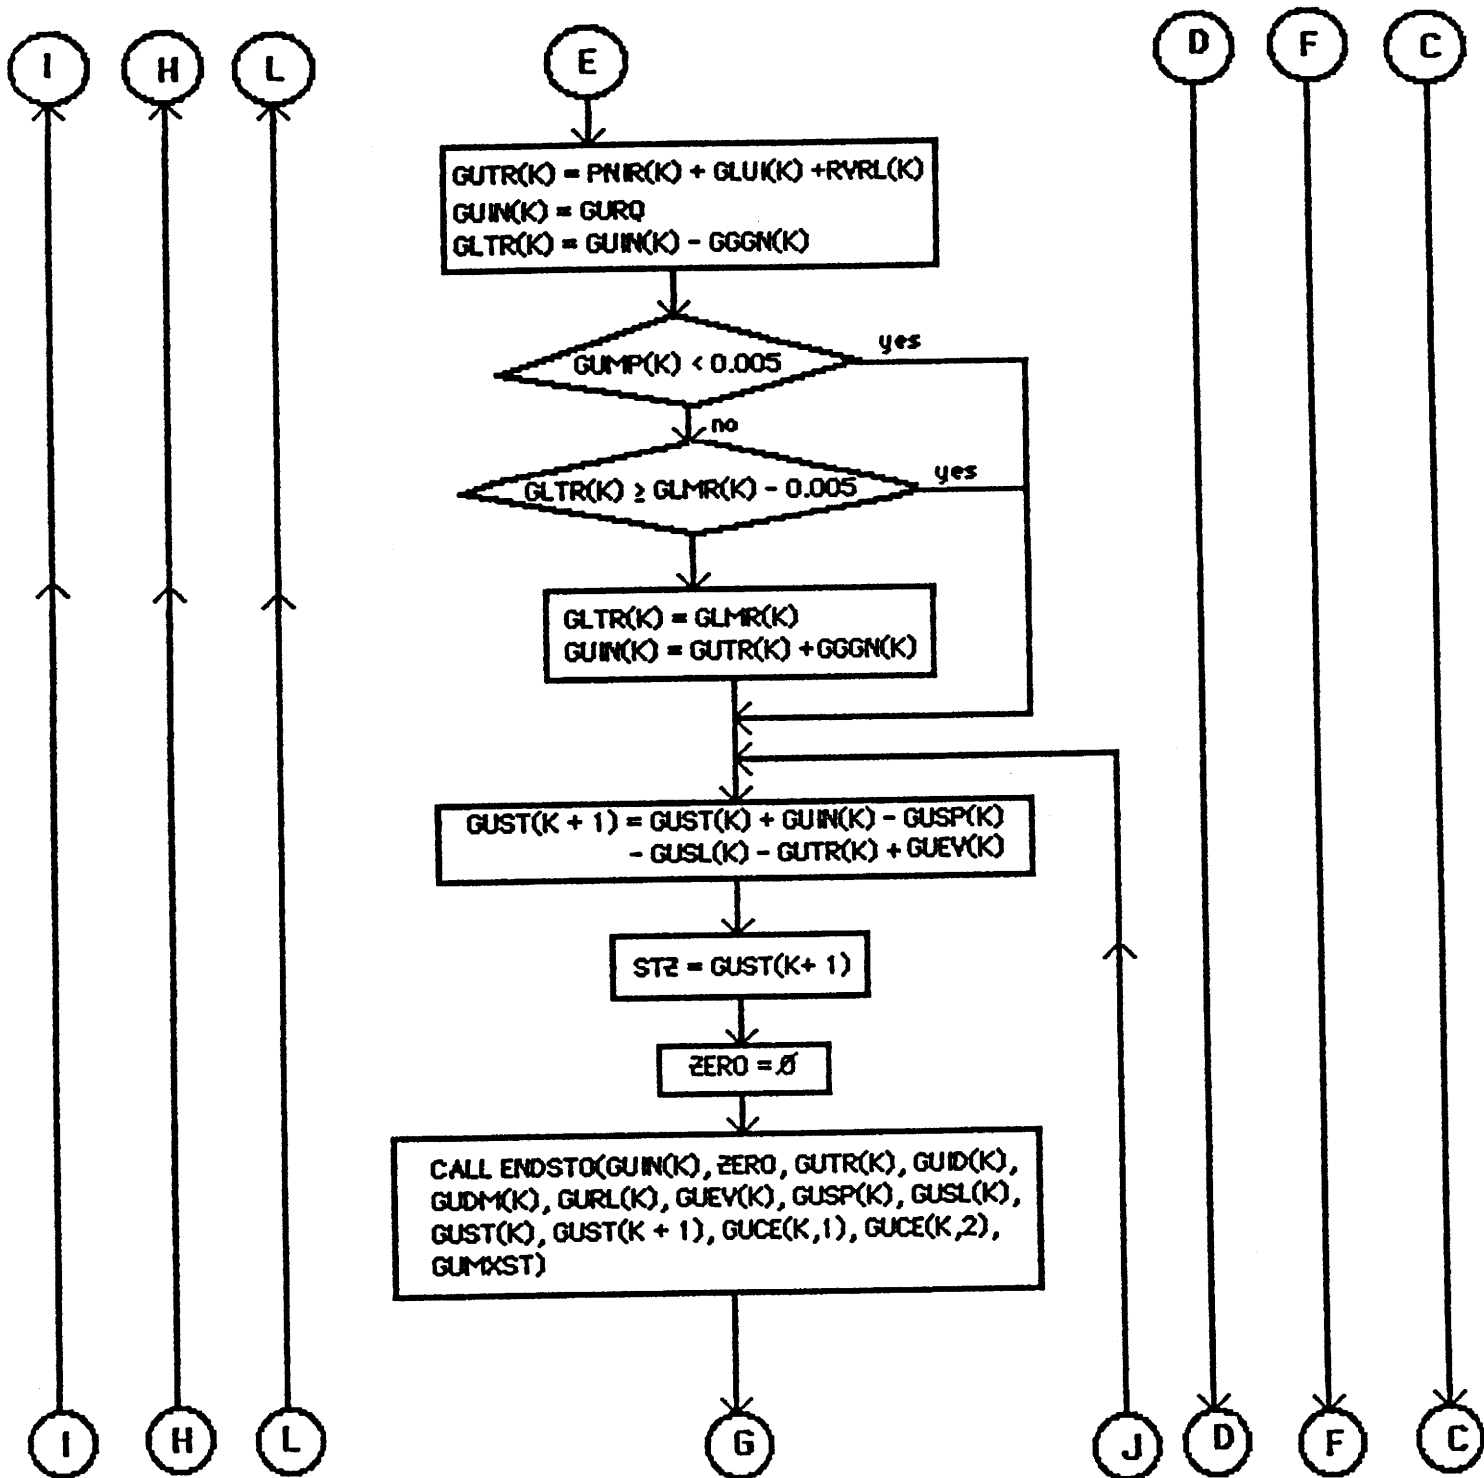 I H L E D F C
GUTR(K) = PNIR(K) + GLUI(K) +RVRL(K)
GUIN(K) = GURQ
GLTR(K) = GUIN(K) - GGGN(K)
GUMP(K) < 0.005
yes
no
GLTR(K) ≥ GLMR(K) - 0.005
yes
GLTR(K) = GLMR(K)
GUIN(K) = GUTR(K) +GGGN(K)
GUST(K + 1) = GUST(K) + GUIN(K) - GUSP(K)
- GUSL(K) - GUTR(K) + GUEV(K)
STZ = GUST(K+ 1)
ZERO = Ø
CALL ENDSTO(GUIN(K), ZERO, GUTR(K), GUID(K),
GUDM(K), GURL(K), GUEV(K), GUSP(K), GUSL(K),
GUST(K), GUST(K + 1), GUCE(K,1), GUCE(K,2),
GUMXST)
I H L G J D F C